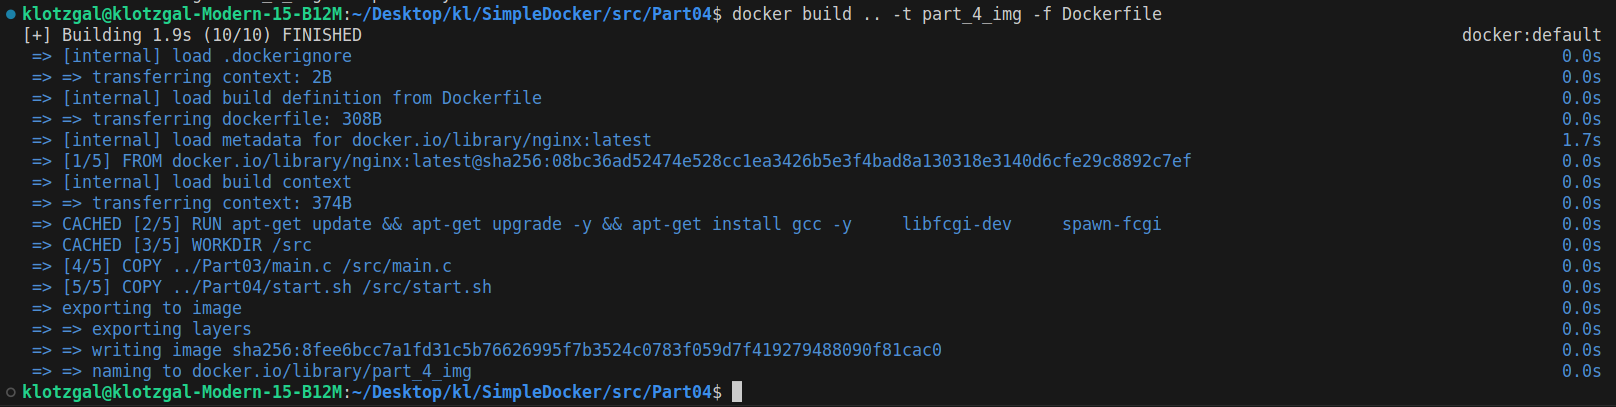 klotzgal@klotzgal-Modern-15-B12M:~/Desktop/kl/SimpleDocker/src/Part04$ docker build .. -t part_4_img -f Dockerfile
[+] Building 1.9s (10/10) FINISHED docker:default
=> [internal] load .dockerignore 0.0s
=> => transferring context: 2B 0.0s
=> [internal] load build definition from Dockerfile 0.0s
=> => transferring dockerfile: 308B 0.0s
=> [internal] load metadata for docker.io/library/nginx:latest 1.7s
=> [1/5] FROM docker.io/library/nginx:latest@sha256:08bc36ad52474e528cc1ea3426b5e3f4bad8a130318e3140d6cfe29c8892c7ef 0.0s
=> [internal] load build context 0.0s
=> => transferring context: 374B 0.0s
=> CACHED [2/5] RUN apt-get update && apt-get upgrade -y && apt-get install gcc -y     libfcgi-dev     spawn-fcgi 0.0s
=> CACHED [3/5] WORKDIR /src 0.0s
=> [4/5] COPY ../Part03/main.c /src/main.c 0.0s
=> [5/5] COPY ../Part04/start.sh /src/start.sh 0.0s
=> exporting to image 0.0s
=> => exporting layers 0.0s
=> => writing image sha256:8fee6bcc7a1fd31c5b76626995f7b3524c0783f059d7f419279488090f81cac0 0.0s
=> => naming to docker.io/library/part_4_img 0.0s
klotzgal@klotzgal-Modern-15-B12M:~/Desktop/kl/SimpleDocker/src/Part04$